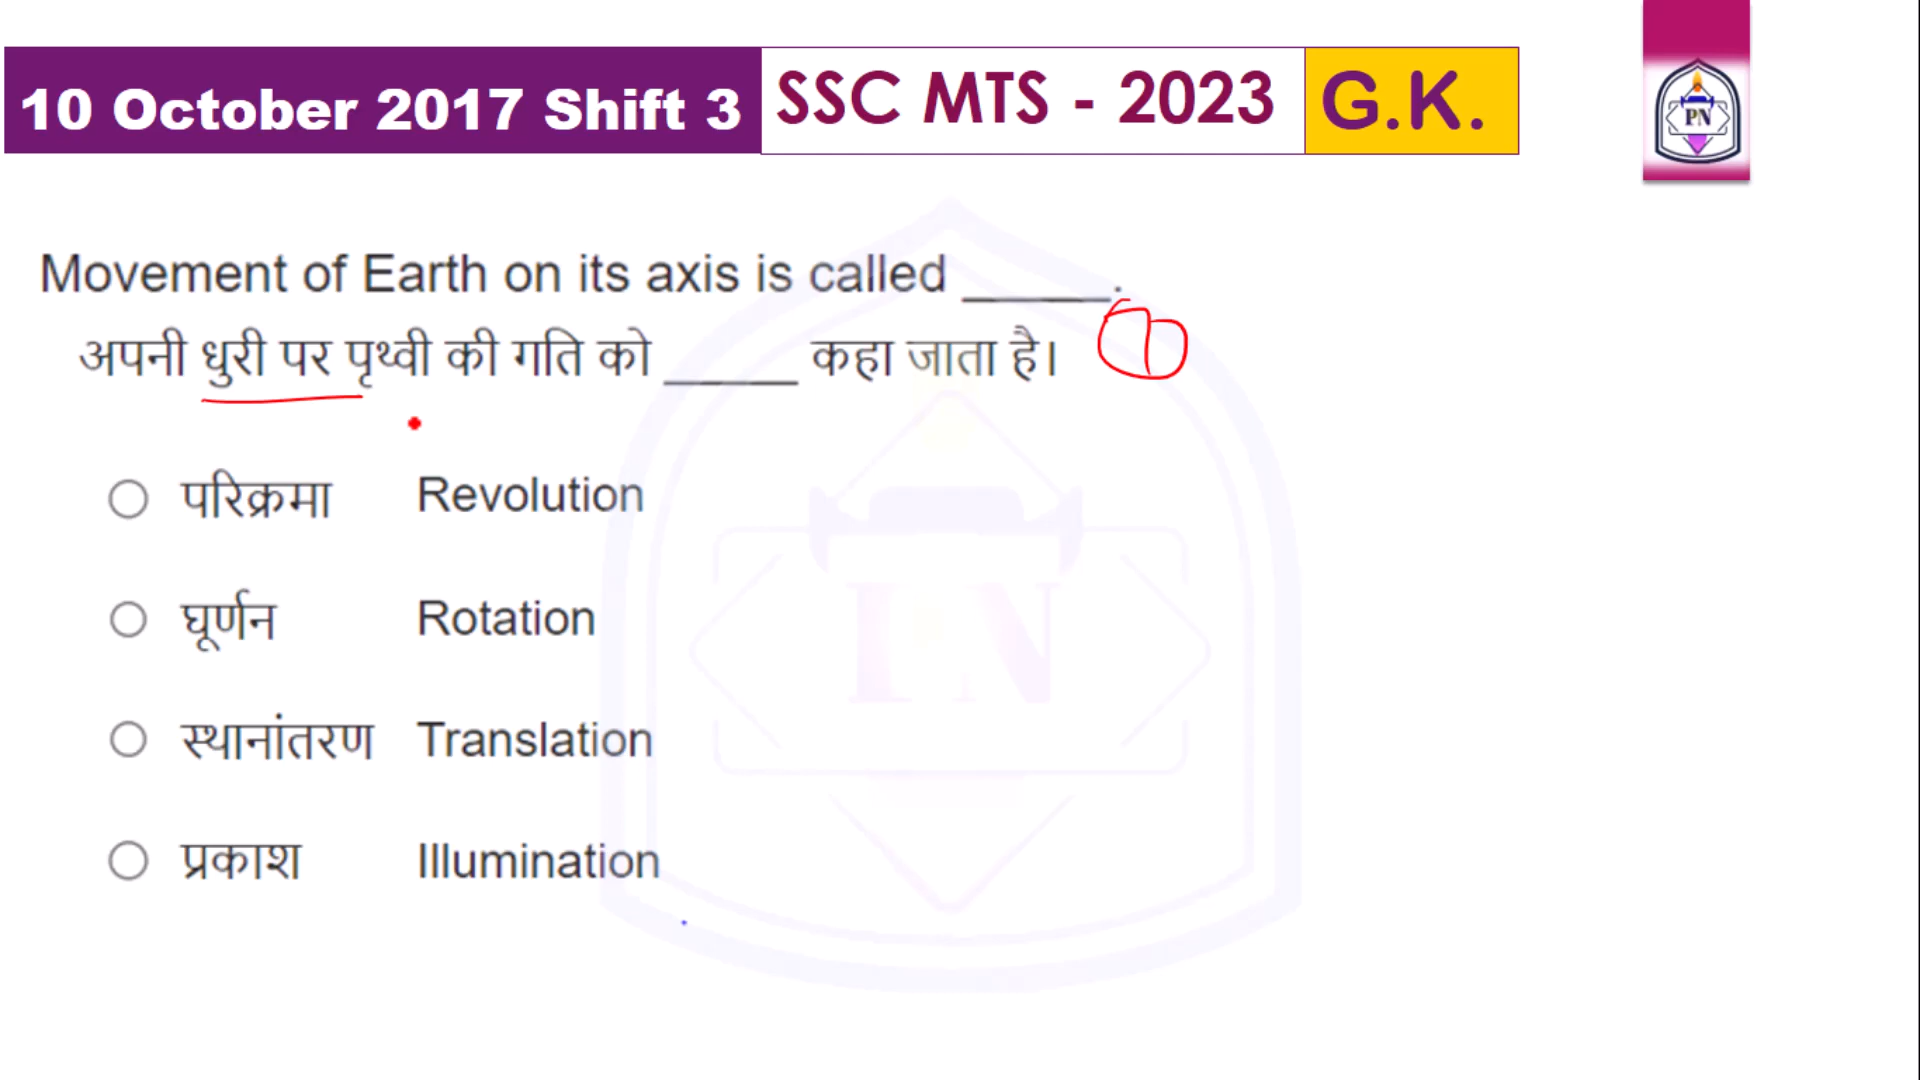 10 October 2017 Shift 3 SSC MTS - 2023 G.K.
PN
Movement of Earth on its axis is called ______.
अपनी धुरी पर पृथ्वी की गति को _____ कहा जाता है।
परिक्रमा Revolution
घूर्णन Rotation
स्थानांतरण Translation
प्रकाश Illumination
PN